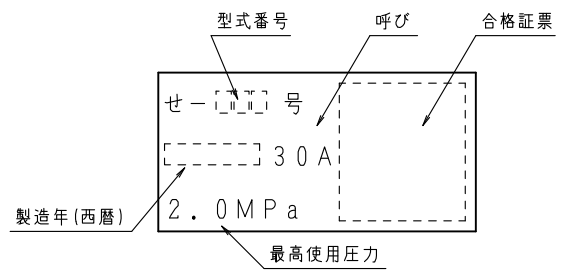 型式番号
呼び
合格証票
せー 号
30A
製造年(西暦)
2.0MPa
最高使用圧力